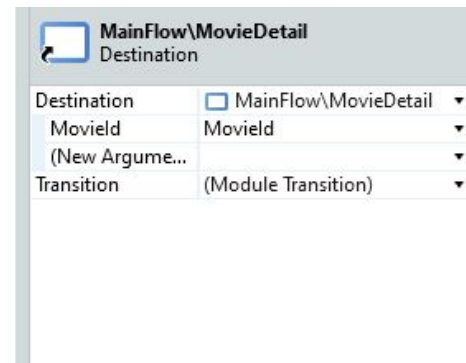 MainFlow\MovieDetail
Destination
Destination MainFlow\MovieDetail
MovieId MovieId
(New Argume...
Transition (Module Transition)